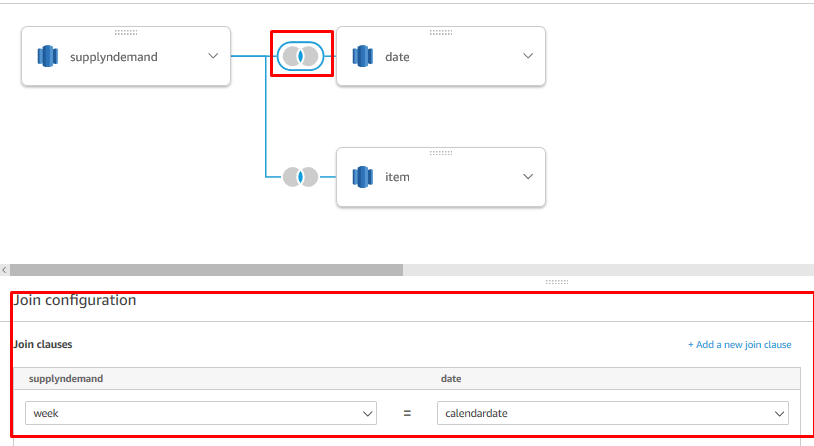 supplyndemand
date
item
Join configuration
Join clauses
+ Add a new join clause
supplyndemand date
week = calendardate